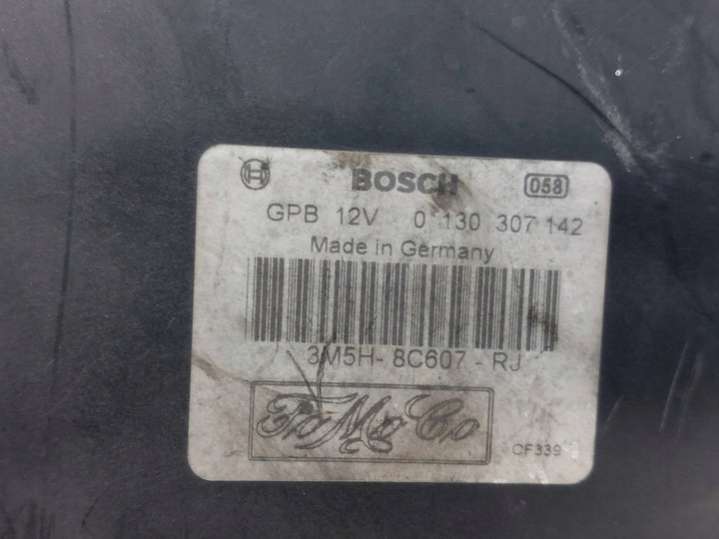 BOSCH 058
GPB 12V 0 130 307 142
Made in Germany
3M5H-8C607-RJ
FoMoCo
CF339